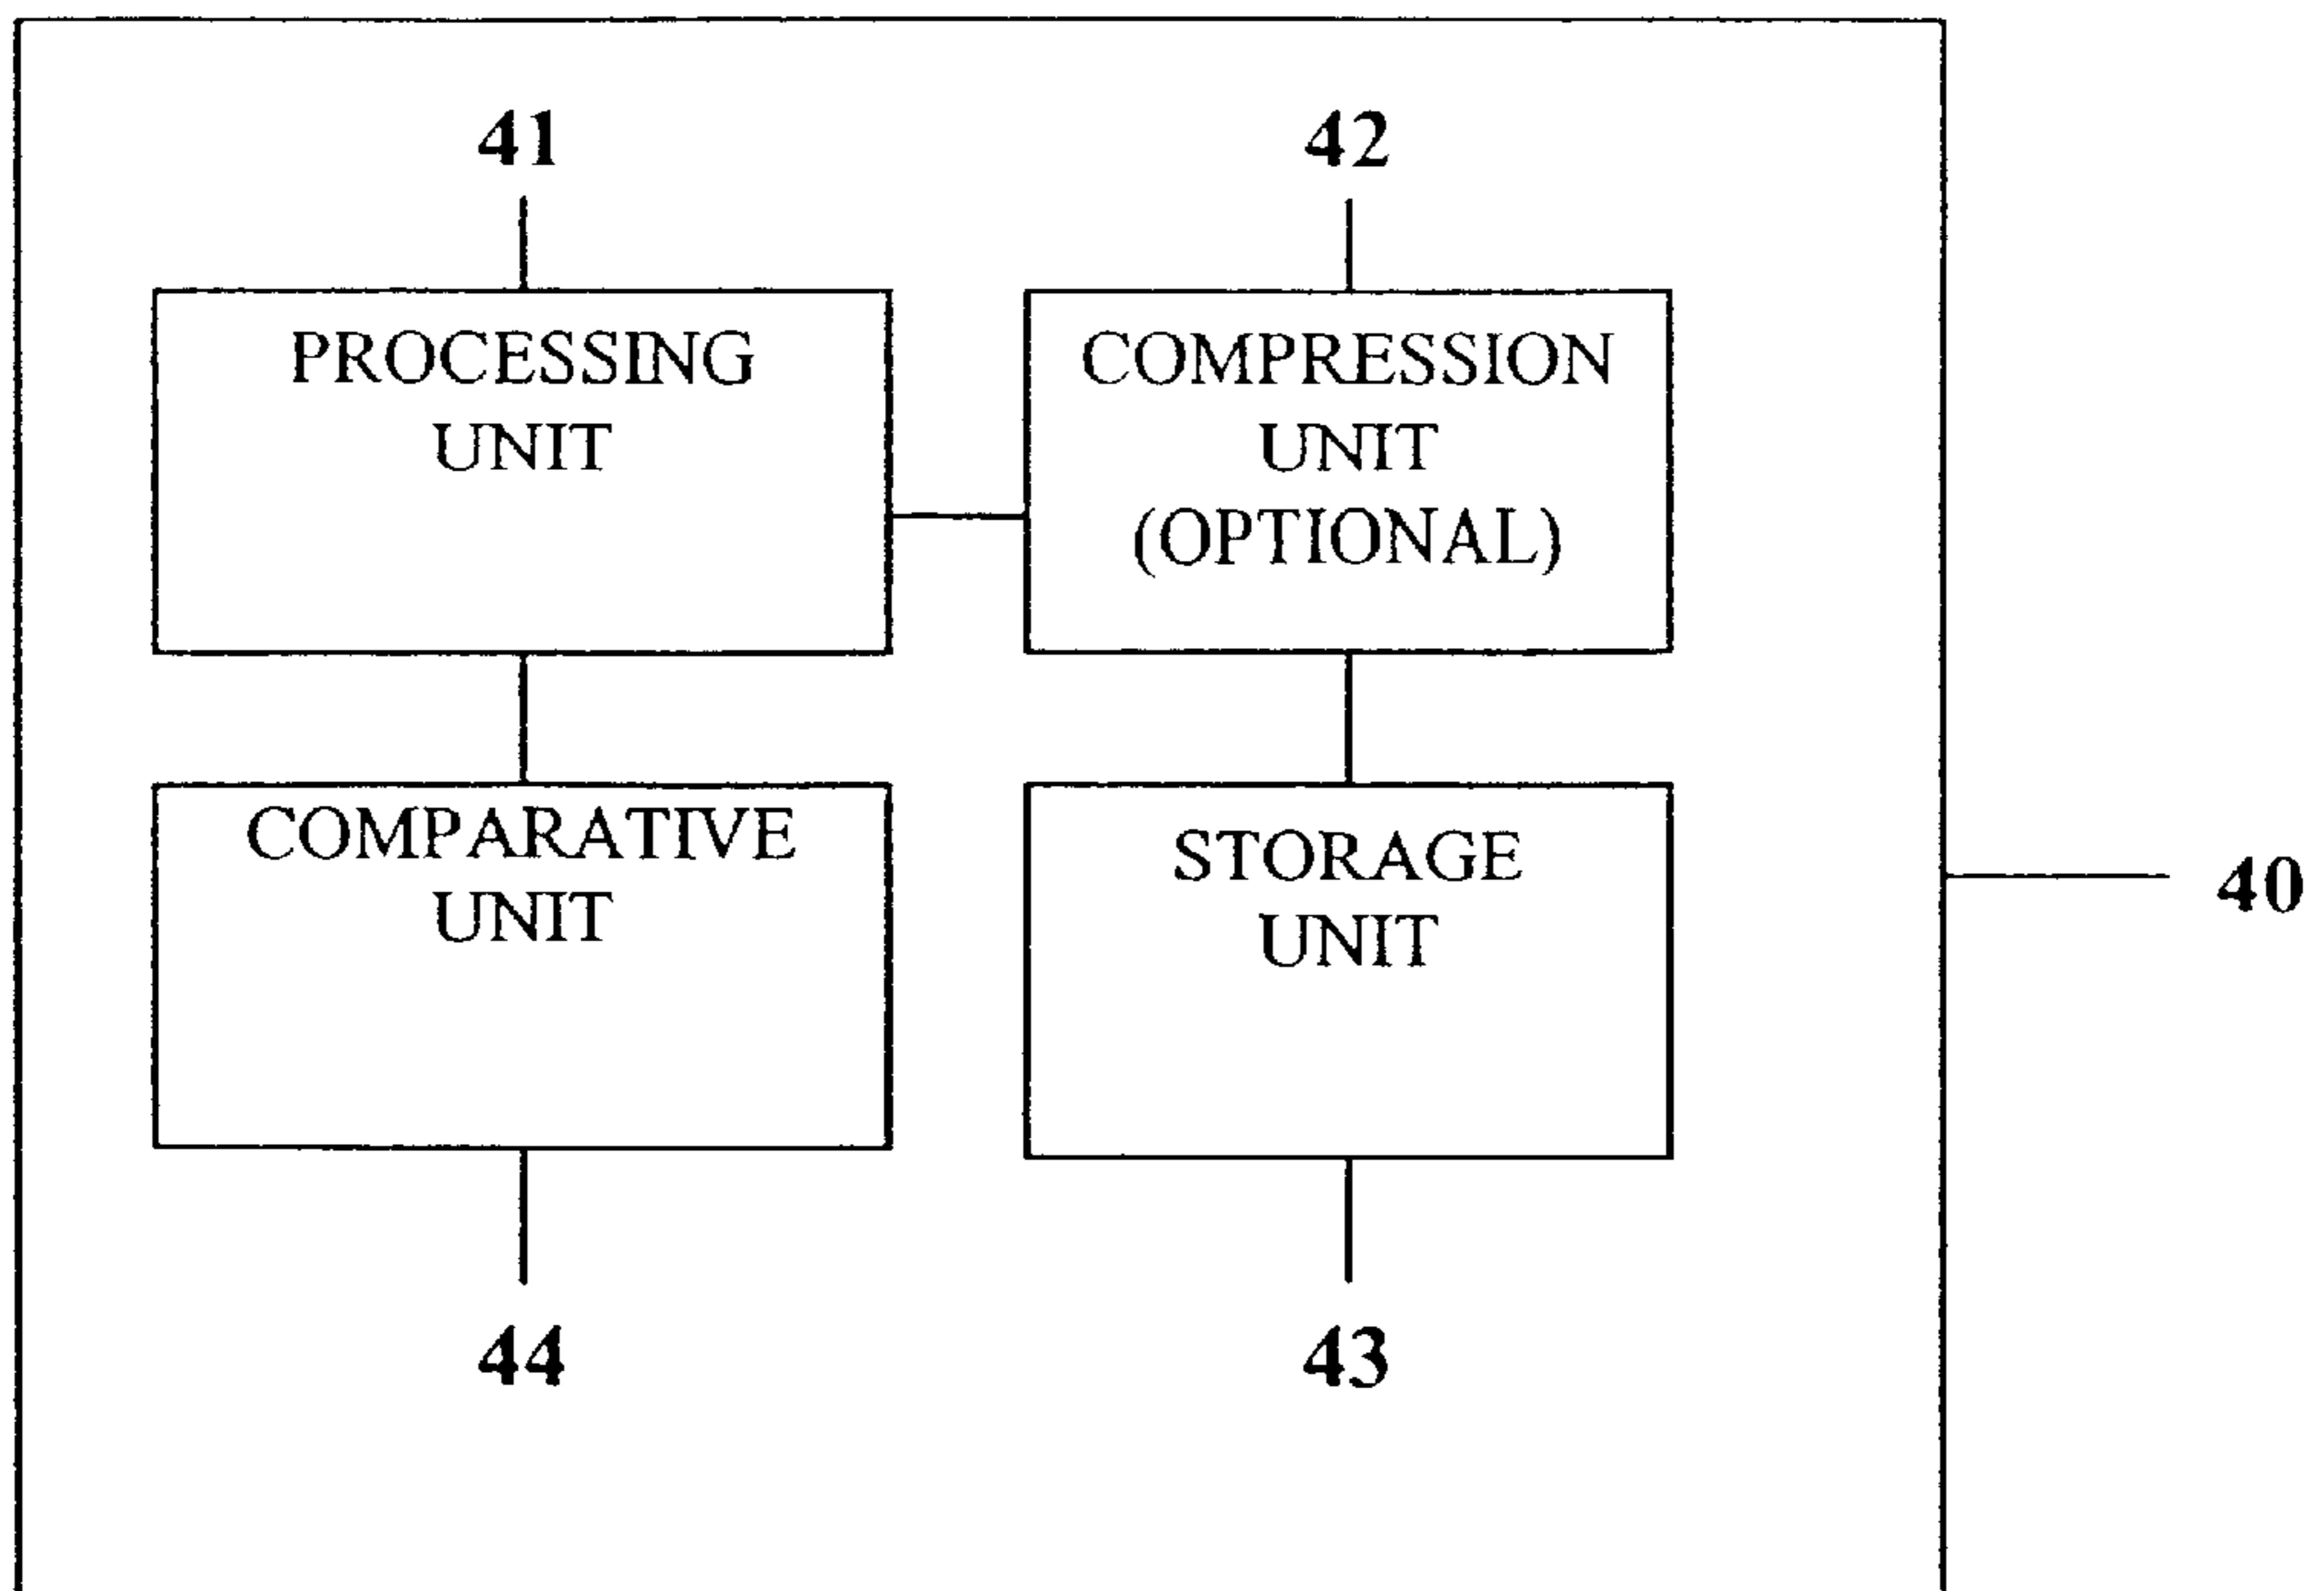 41
42
PROCESSING
UNIT
COMPRESSION
UNIT
(OPTIONAL)
COMPARATIVE
UNIT
STORAGE
UNIT
40
44
43